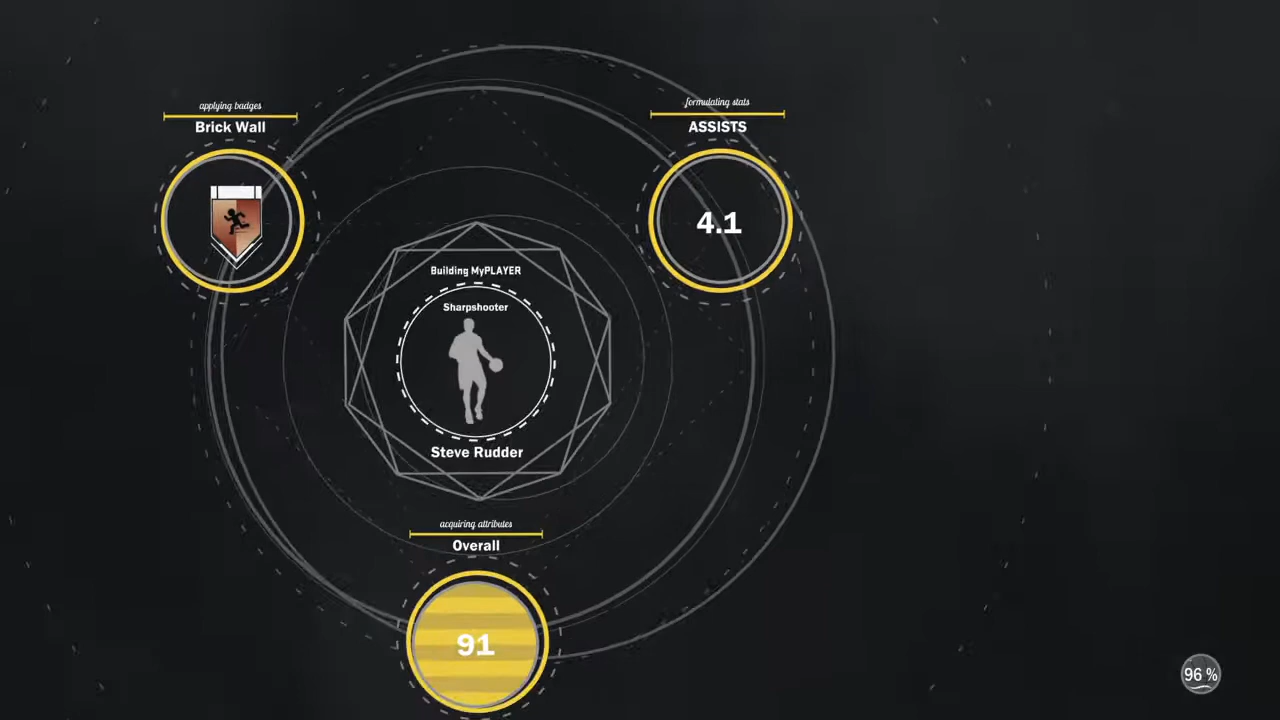 applying badges
Brick Wall
formulating stats
ASSISTS
4.1
Building MyPLAYER
Sharpshooter
Steve Rudder
acquiring attributes
Overall
91
96 %